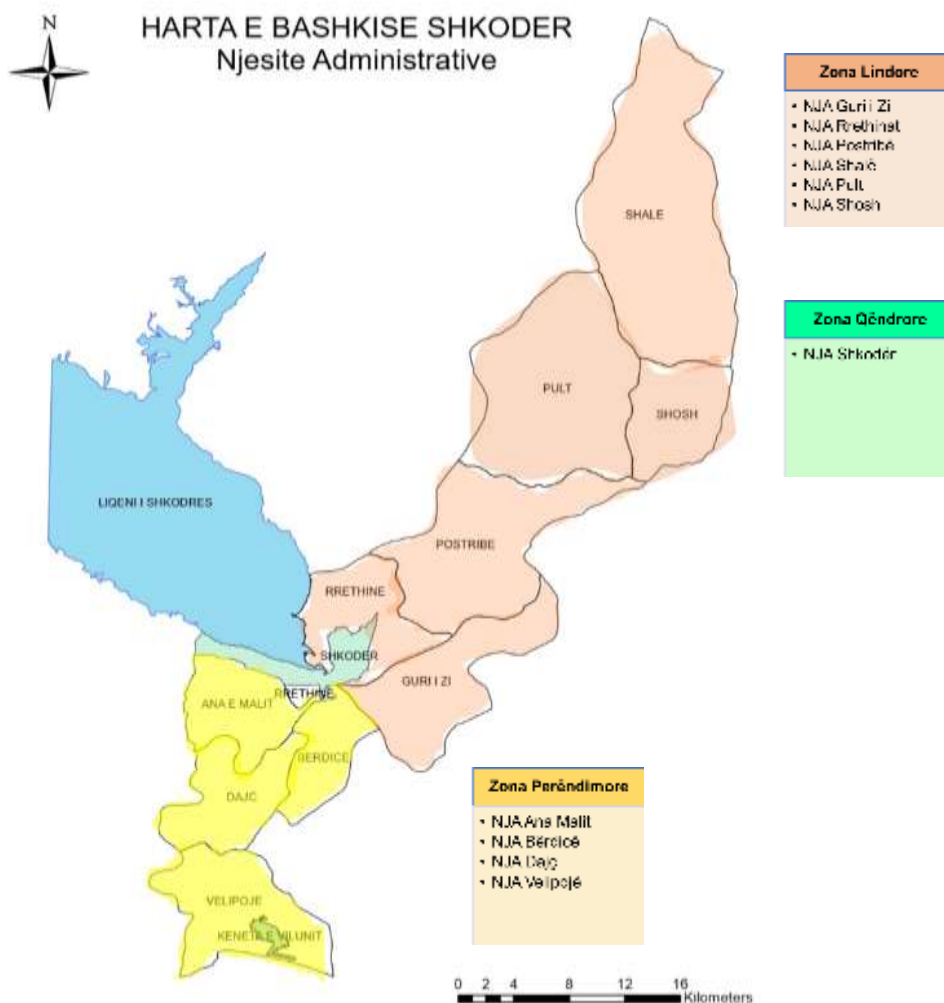 N
HARTA E BASHKISE SHKODER
Njesite Administrative
Zona Lindore
• NJA Guri i Zi
• NJA Rrethinat
• NJA Postribë
• NJA Shalë
• NJA Pult
• NJA Shosh
SHALE
Zona Qëndrore
• NJA Shkodër
PULT
SHOSH
LIQENI I SHKODRES
POSTRIBE
RRETHINE
SHKODER
GURI I ZI
RRETHINE
ANA E MALIT
BERDICE
DAJC
Zona Perëndimore
• NJA Ana Malit
• NJA Bërdicë
• NJA Dajç
• NJA Velipojë
VELIPOJE
KENETA E VILUNIT
0 2 4 8 12 16
Kilometers